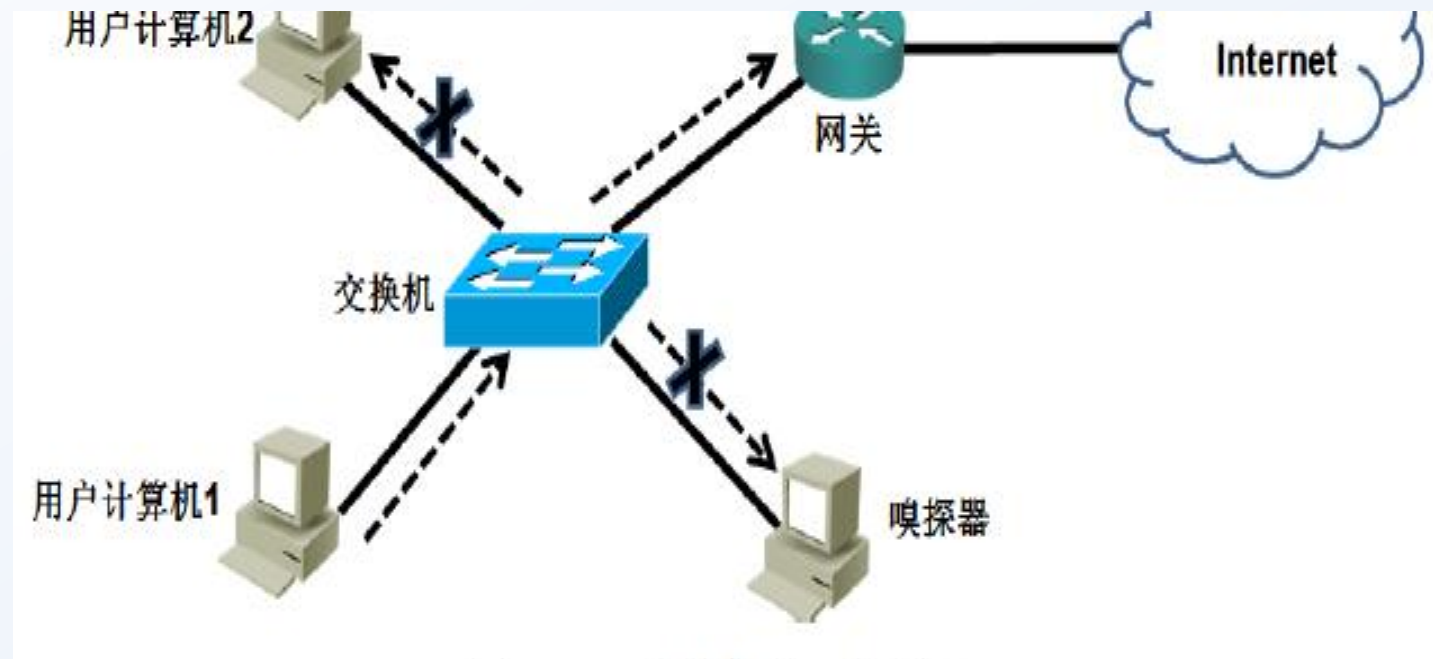 用户计算机2
Internet
网关
交换机
用户计算机1
嗅探器